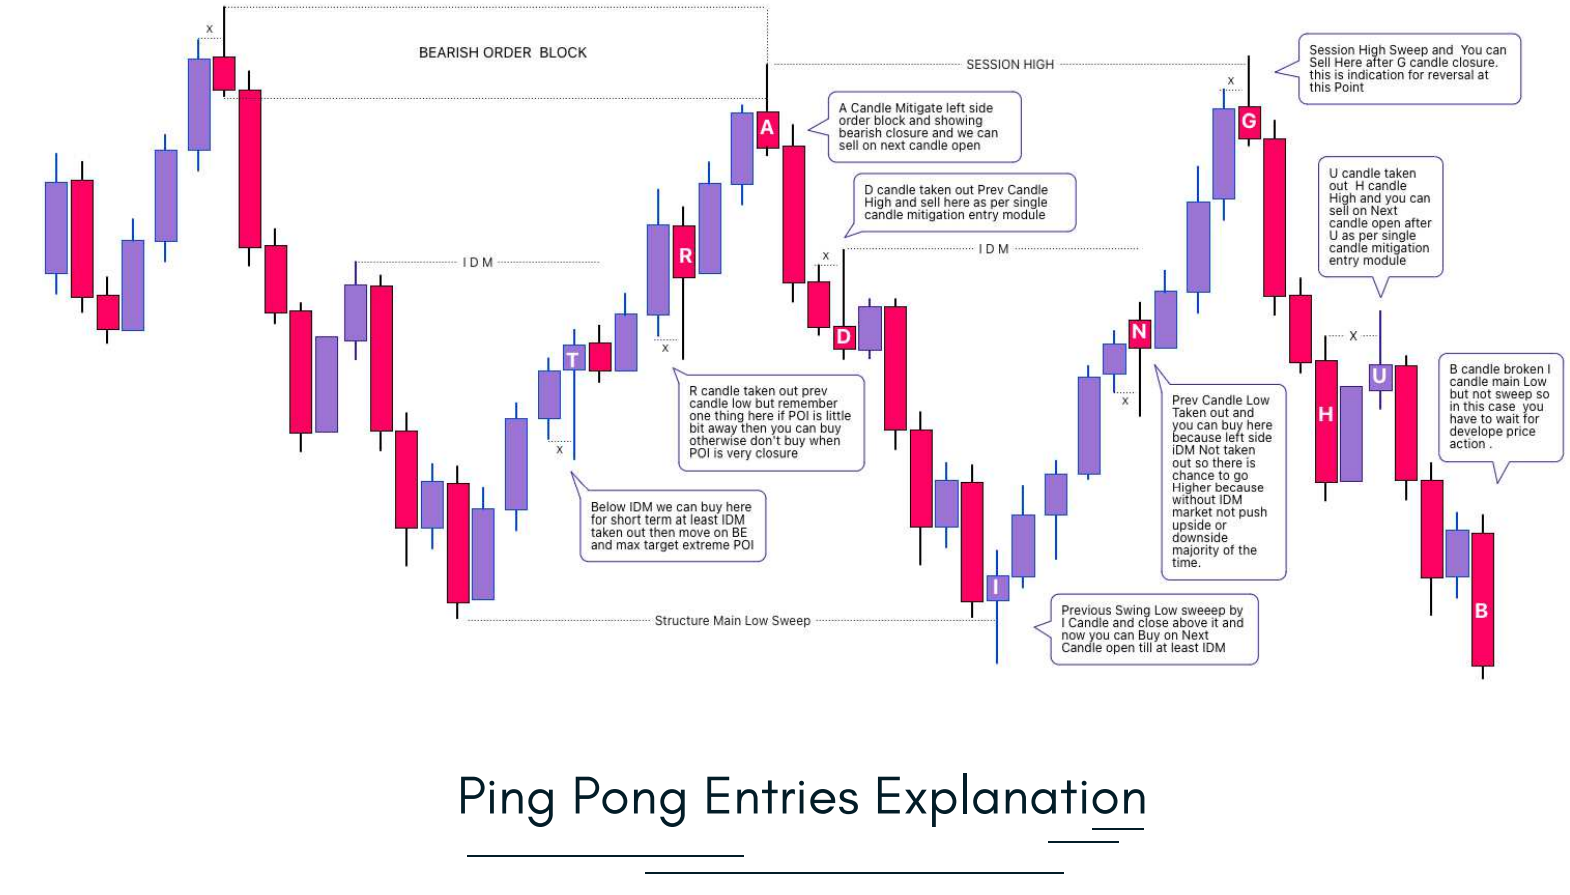 x
BEARISH ORDER BLOCK
SESSION HIGH
Session High Sweep and You can
Sell Here after G candle closure.
this is indication for reversal at
this Point
x
G
A
A Candle Mitigate left side
order block and showing
bearish closure and we can
sell on next candle open
D candle taken out Prev Candle
High and sell here as per single
candle mitigation entry module
U candle taken
out H candle
High and you can
sell on Next
candle open after
U as per single
candle mitigation
entry module
I D M
R
x
I D M
D
T
x
N
x
x
H
U
x
R candle taken out prev
candle low but remember
one thing here if POI is little
bit away then you can buy
otherwise don't buy when
POI is very closure
Prev Candle Low
Taken out and
you can buy here
because left side
iDM Not taken
out so there is
chance to go
Higher because
without IDM
market not push
upside or
downside
majority of the
time.
B candle broken I
candle main Low
but not sweep so
in this case you
have to wait for
develope price
action .
x
Below IDM we can buy here
for short term at least IDM
taken out then move on BE
and max target extreme POI
I
B
Structure Main Low Sweep
Previous Swing Low sweeep by
I Candle and close above it and
now you can Buy on Next
Candle open till at least IDM
Ping Pong Entries Explanation